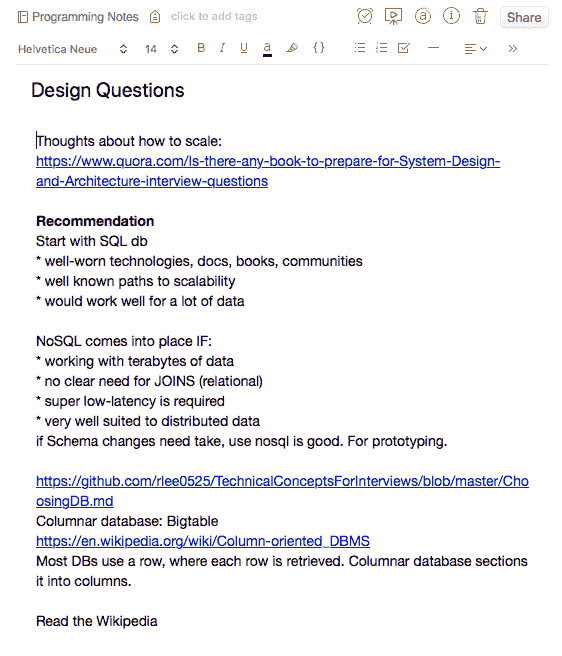 Programming Notes click to add tags Share
Helvetica Neue 14 B I U a {} »
Design Questions
Thoughts about how to scale:
https://www.quora.com/Is-there-any-book-to-prepare-for-System-Design-
and-Architecture-interview-questions
Recommendation
Start with SQL db
* well-worn technologies, docs, books, communities
* well known paths to scalability
* would work well for a lot of data
NoSQL comes into place IF:
* working with terabytes of data
* no clear need for JOINS (relational)
* super low-latency is required
* very well suited to distributed data
if Schema changes need take, use nosql is good. For prototyping.
https://github.com/rlee0525/TechnicalConceptsForInterviews/blob/master/Cho
osingDB.md
Columnar database: Bigtable
https://en.wikipedia.org/wiki/Column-oriented_DBMS
Most DBs use a row, where each row is retrieved. Columnar database sections
it into columns.
Read the Wikipedia